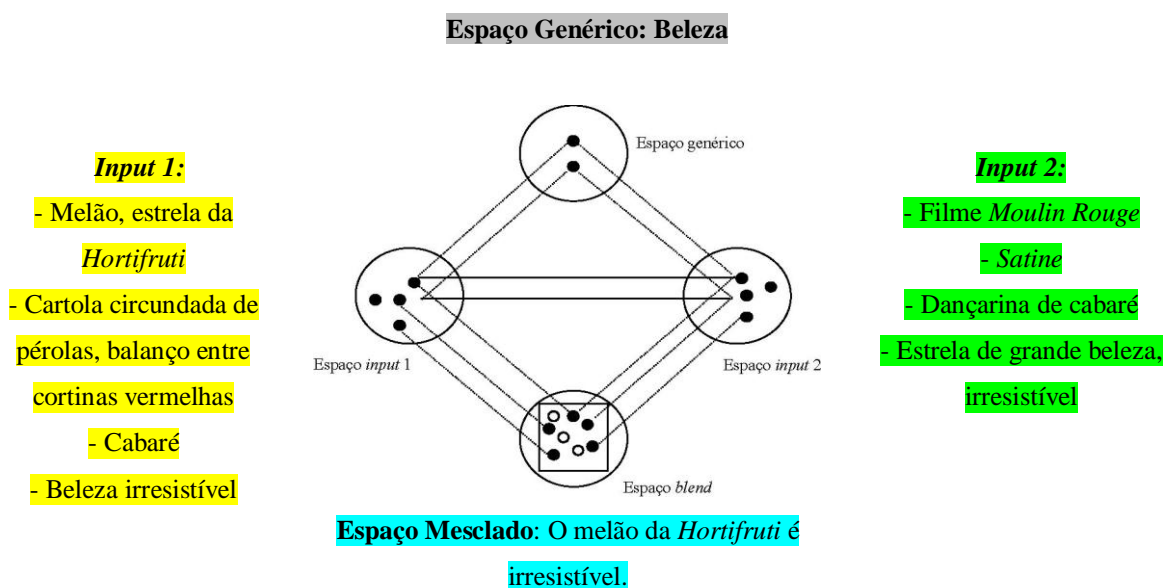 Espaço Genérico: Beleza
Espaço genérico
Input 1:
- Melão, estrela da
Hortifruti
- Cartola circundada de
pérolas, balanço entre
cortinas vermelhas
- Cabaré
- Beleza irresistível
Input 2:
- Filme Moulin Rouge
- Satine
- Dançarina de cabaré
- Estrela de grande beleza,
irresistível
Espaço input 1
Espaço input 2
Espaço blend
Espaço Mesclado: O melão da Hortifruti é
irresistível.